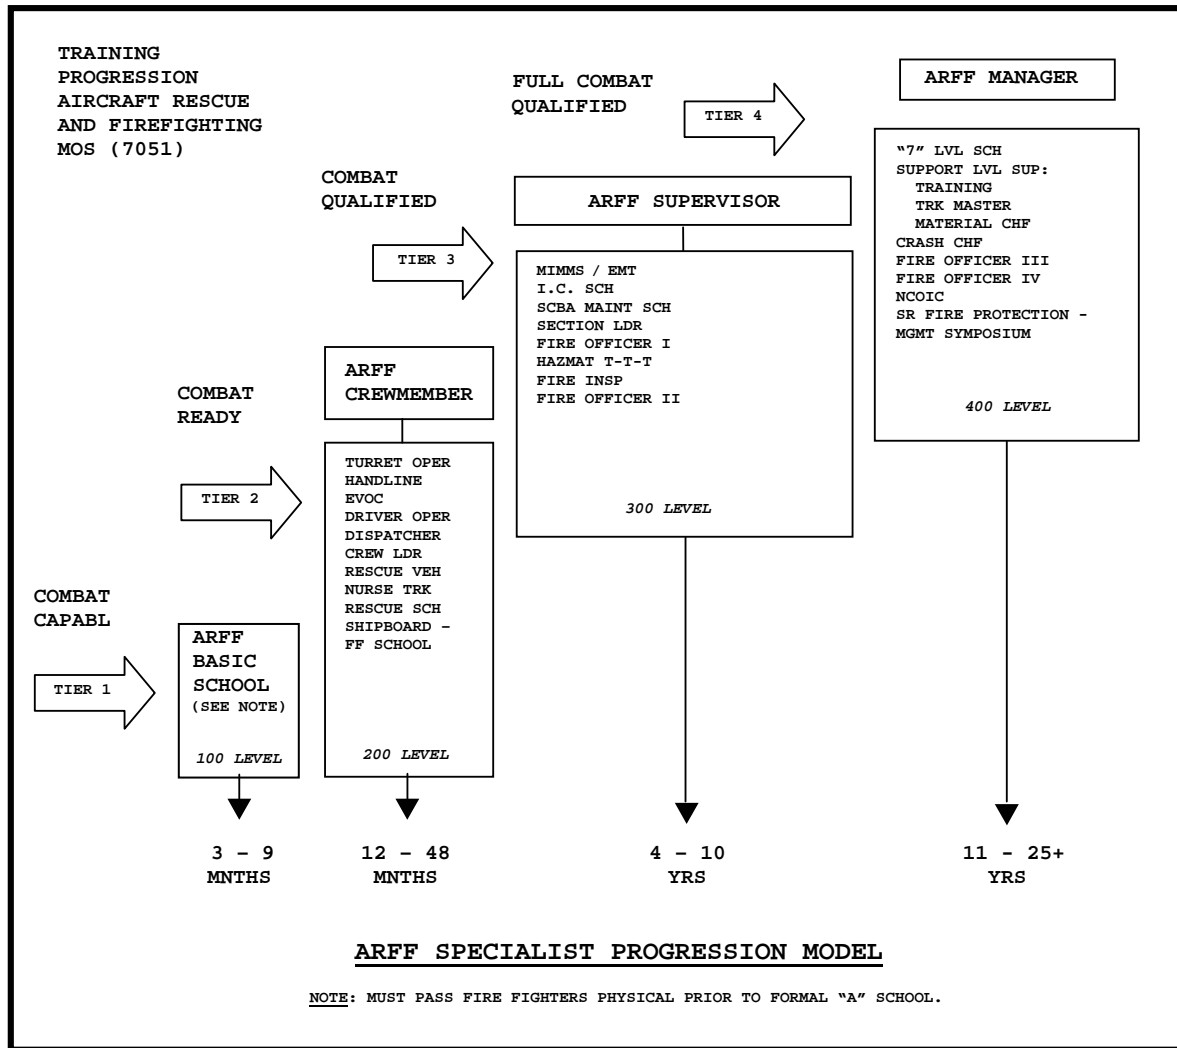 TRAINING
PROGRESSION
AIRCRAFT RESCUE
AND FIREFIGHTING
MOS (7051)
FULL COMBAT
QUALIFIED
TIER 4
ARFF MANAGER
"7" LVL SCH
SUPPORT LVL SUP:
TRAINING
TRK MASTER
MATERIAL CHF
CRASH CHF
FIRE OFFICER III
FIRE OFFICER IV
NCOIC
SR FIRE PROTECTION -
MGMT SYMPOSIUM
400 LEVEL
COMBAT
QUALIFIED
TIER 3
ARFF SUPERVISOR
MIMMS / EMT
I.C. SCH
SCBA MAINT SCH
SECTION LDR
FIRE OFFICER I
HAZMAT T-T-T
FIRE INSP
FIRE OFFICER II
300 LEVEL
COMBAT
READY
TIER 2
ARFF
CREWMEMBER
TURRET OPER
HANDLINE
EVOC
DRIVER OPER
DISPATCHER
CREW LDR
RESCUE VEH
NURSE TRK
RESCUE SCH
SHIPBOARD –
FF SCHOOL
200 LEVEL
COMBAT
CAPABL
TIER 1
ARFF
BASIC
SCHOOL
(SEE NOTE)
100 LEVEL
3 – 9
MNTHS
12 – 48
MNTHS
4 – 10
YRS
11 - 25+
YRS
ARFF SPECIALIST PROGRESSION MODEL
NOTE: MUST PASS FIRE FIGHTERS PHYSICAL PRIOR TO FORMAL "A" SCHOOL.